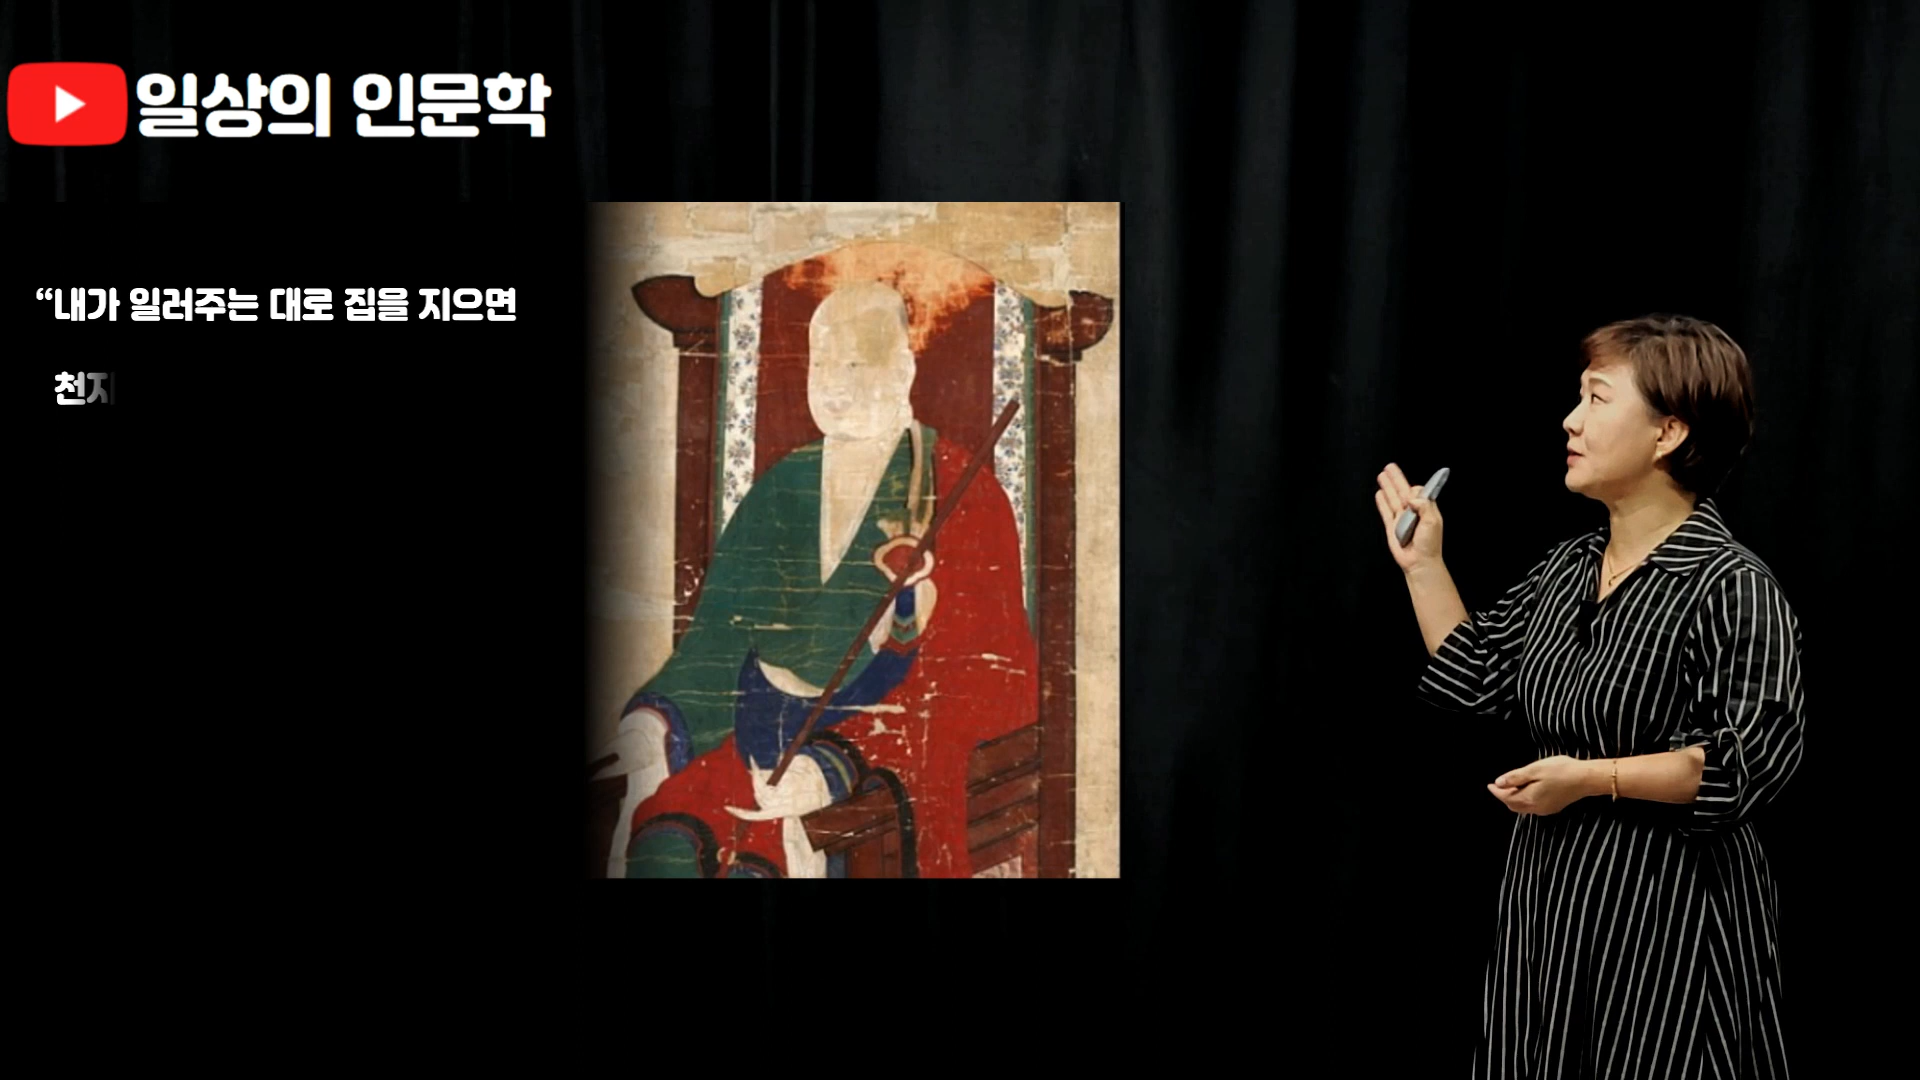 일상의 인문학
“내가 일러주는 대로 집을 지으면
천지